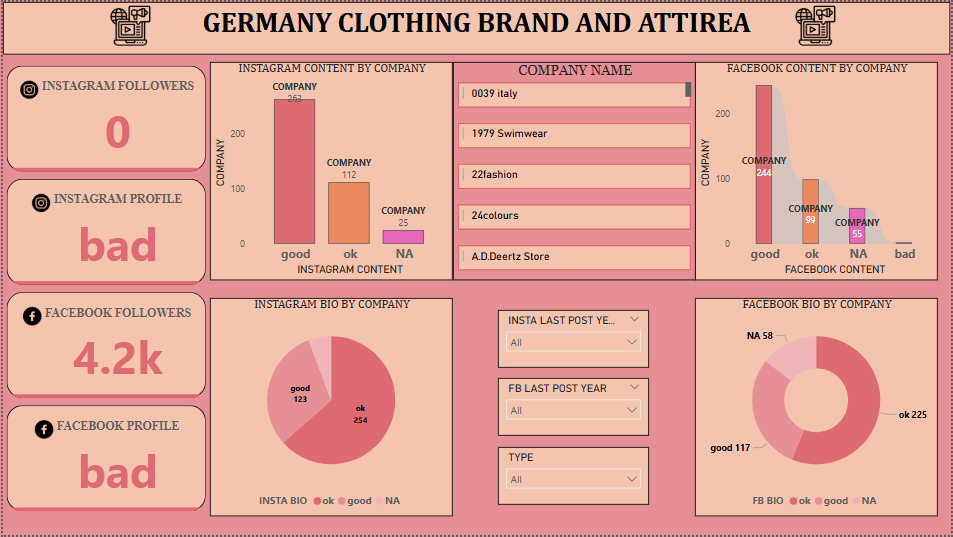 GERMANY CLOTHING BRAND AND ATTIREA
INSTAGRAM FOLLOWERS
0
INSTAGRAM PROFILE
bad
FACEBOOK FOLLOWERS
4.2k
FACEBOOK PROFILE
bad
INSTAGRAM CONTENT BY COMPANY
COMPANY
200
100
0
COMPANY
263
COMPANY
112
COMPANY
25
good ok NA
INSTAGRAM CONTENT
COMPANY NAME
0039 italy
1979 Swimwear
22fashion
24colours
A.D.Deertz Store
FACEBOOK CONTENT BY COMPANY
COMPANY
200
100
0
COMPANY
244
COMPANY
99
COMPANY
55
good ok NA bad
FACEBOOK CONTENT
INSTAGRAM BIO BY COMPANY
good
123
ok
254
INSTA BIO ok good NA
INSTA LAST POST YE...
All
FB LAST POST YEAR
All
TYPE
All
FACEBOOK BIO BY COMPANY
NA 58
ok 225
good 117
FB BIO ok good NA